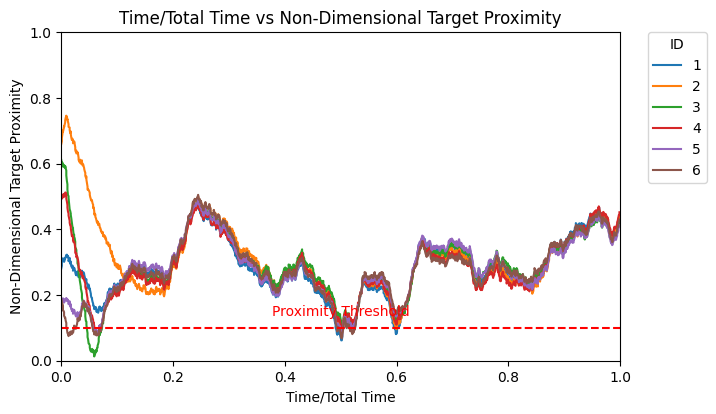 Time/Total Time vs Non-Dimensional Target Proximity
ID
1
2
3
4
5
6
Non-Dimensional Target Proximity
1.0
0.8
0.6
0.4
0.2
0.0
Proximity Threshold
0.0 0.2 0.4 0.6 0.8 1.0
Time/Total Time